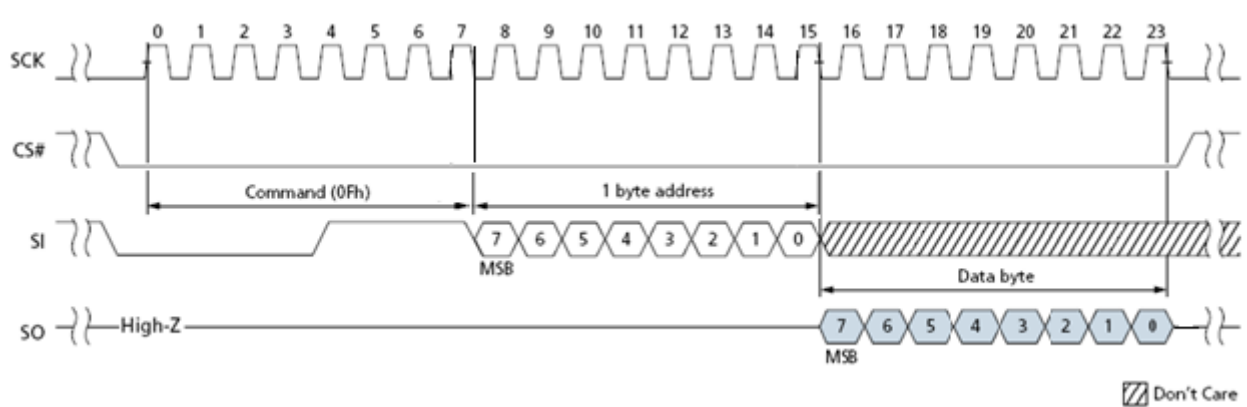 0 1 2 3 4 5 6 7 8 9 10 11 12 13 14 15 16 17 18 19 20 21 22 23
SCK
CS#
Command (0Fh) 1 byte address
SI 7 6 5 4 3 2 1 0
MSB
Data byte
SO High-Z 7 6 5 4 3 2 1 0
MSB
Don't Care